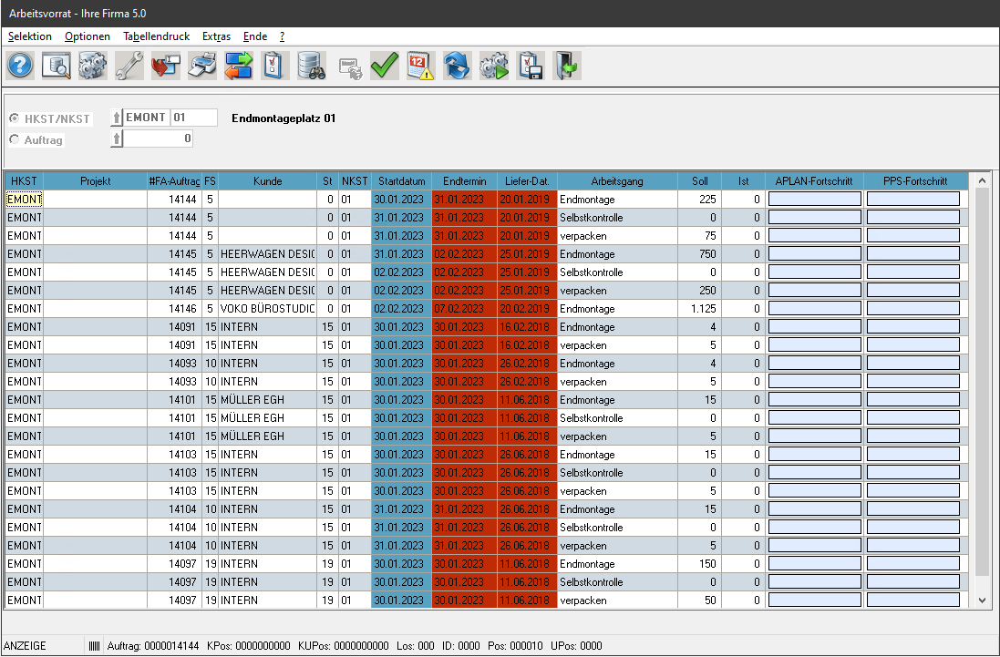 Arbeitsvorrat - Ihre Firma 5.0
Selektion Optionen Tabellendruck Extras Ende ?
12
HKST/NKST EMONT 01 Endmontageplatz 01
Auftrag 0
HKST Projekt #FA-Auftrag FS Kunde St NKST Startdatum Endtermin Liefer-Dat. Arbeitsgang Soll Ist APLAN-Fortschritt PPS-Fortschritt
EMONT 14144 5 0 01 30.01.2023 31.01.2023 20.01.2019 Endmontage 225 0
EMONT 14144 5 0 01 31.01.2023 31.01.2023 20.01.2019 Selbstkontrolle 0 0
EMONT 14144 5 0 01 31.01.2023 31.01.2023 20.01.2019 verpacken 75 0
EMONT 14145 5 HEERWAGEN DESIG 0 01 31.01.2023 02.02.2023 25.01.2019 Endmontage 750 0
EMONT 14145 5 HEERWAGEN DESIG 0 01 02.02.2023 02.02.2023 25.01.2019 Selbstkontrolle 0 0
EMONT 14145 5 HEERWAGEN DESIG 0 01 02.02.2023 02.02.2023 25.01.2019 verpacken 250 0
EMONT 14146 5 VOKO BÜROSTUDIO 0 01 02.02.2023 07.02.2023 20.02.2019 Endmontage 1.125 0
EMONT 14091 15 INTERN 15 01 30.01.2023 30.01.2023 16.02.2018 Endmontage 4 0
EMONT 14091 15 INTERN 15 01 30.01.2023 30.01.2023 16.02.2018 verpacken 5 0
EMONT 14093 10 INTERN 15 01 30.01.2023 30.01.2023 26.02.2018 Endmontage 4 0
EMONT 14093 10 INTERN 15 01 30.01.2023 30.01.2023 26.02.2018 verpacken 5 0
EMONT 14101 15 MÜLLER EGH 15 01 30.01.2023 30.01.2023 11.06.2018 Endmontage 15 0
EMONT 14101 15 MÜLLER EGH 15 01 30.01.2023 30.01.2023 11.06.2018 Selbstkontrolle 0 0
EMONT 14101 15 MÜLLER EGH 15 01 30.01.2023 30.01.2023 11.06.2018 verpacken 5 0
EMONT 14103 15 INTERN 15 01 30.01.2023 30.01.2023 26.06.2018 Endmontage 15 0
EMONT 14103 15 INTERN 15 01 30.01.2023 30.01.2023 26.06.2018 Selbstkontrolle 0 0
EMONT 14103 15 INTERN 15 01 30.01.2023 30.01.2023 26.06.2018 verpacken 5 0
EMONT 14104 10 INTERN 15 01 30.01.2023 31.01.2023 26.06.2018 Endmontage 15 0
EMONT 14104 10 INTERN 15 01 31.01.2023 31.01.2023 26.06.2018 Selbstkontrolle 0 0
EMONT 14104 10 INTERN 15 01 31.01.2023 31.01.2023 26.06.2018 verpacken 5 0
EMONT 14097 19 INTERN 19 01 30.01.2023 30.01.2023 11.06.2018 Endmontage 150 0
EMONT 14097 19 INTERN 19 01 30.01.2023 30.01.2023 11.06.2018 Selbstkontrolle 0 0
EMONT 14097 19 INTERN 19 01 30.01.2023 30.01.2023 11.06.2018 verpacken 50 0
ANZEIGE Auftrag: 0000014144 KPos: 0000000000 KUPos: 0000000000 Los: 000 ID: 0000 Pos: 000010 UPos: 0000